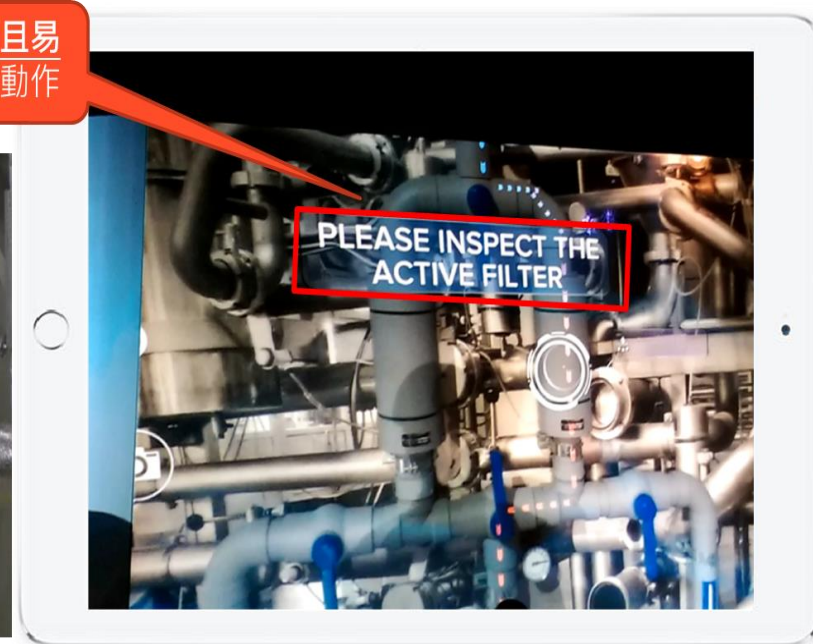 且易
動作
PLEASE INSPECT THE
ACTIVE FILTER